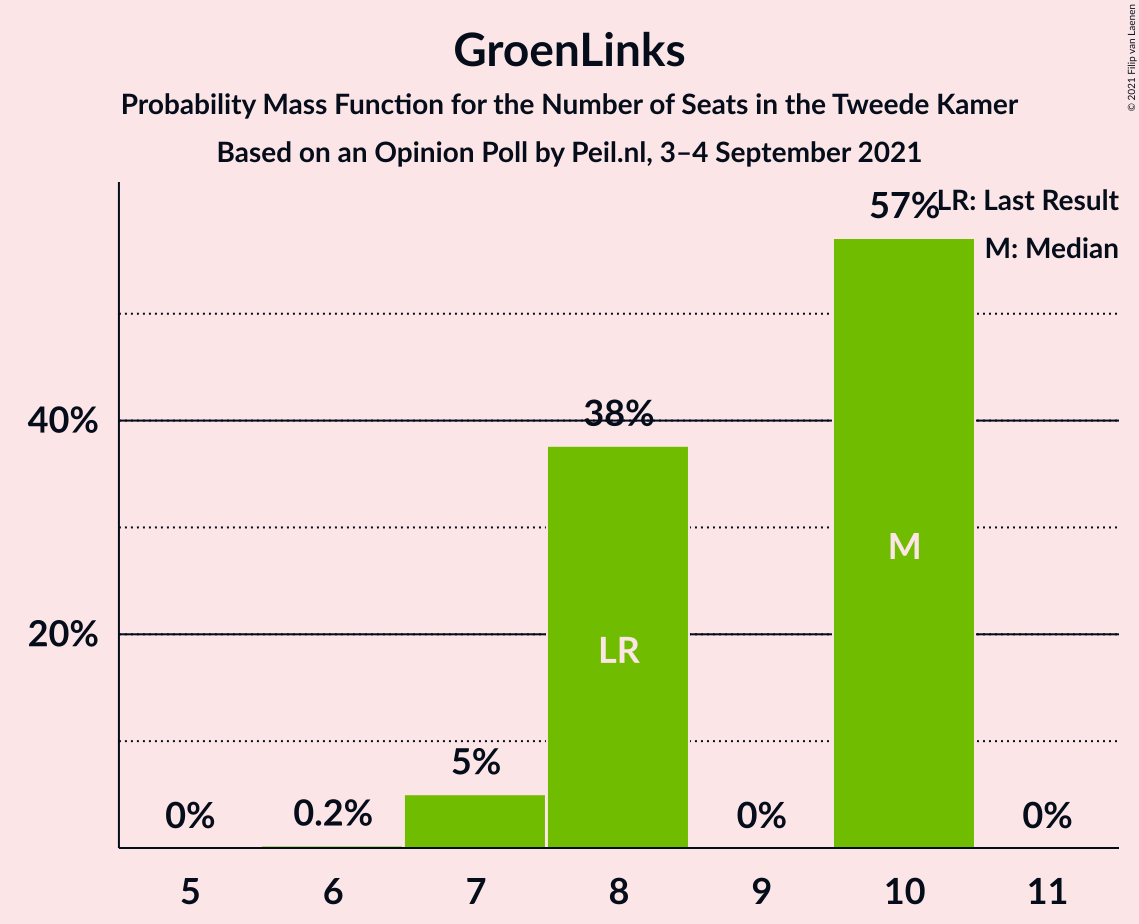 GroenLinks
Probability Mass Function for the Number of Seats in the Tweede Kamer
Based on an Opinion Poll by Peil.nl, 3–4 September 2021
© 2021 Filip van Laenen
LR: Last Result
M: Median
57%
40%
38%
M
20%
LR
5%
0%
0.2%
0%
0%
5
6
7
8
9
10
11